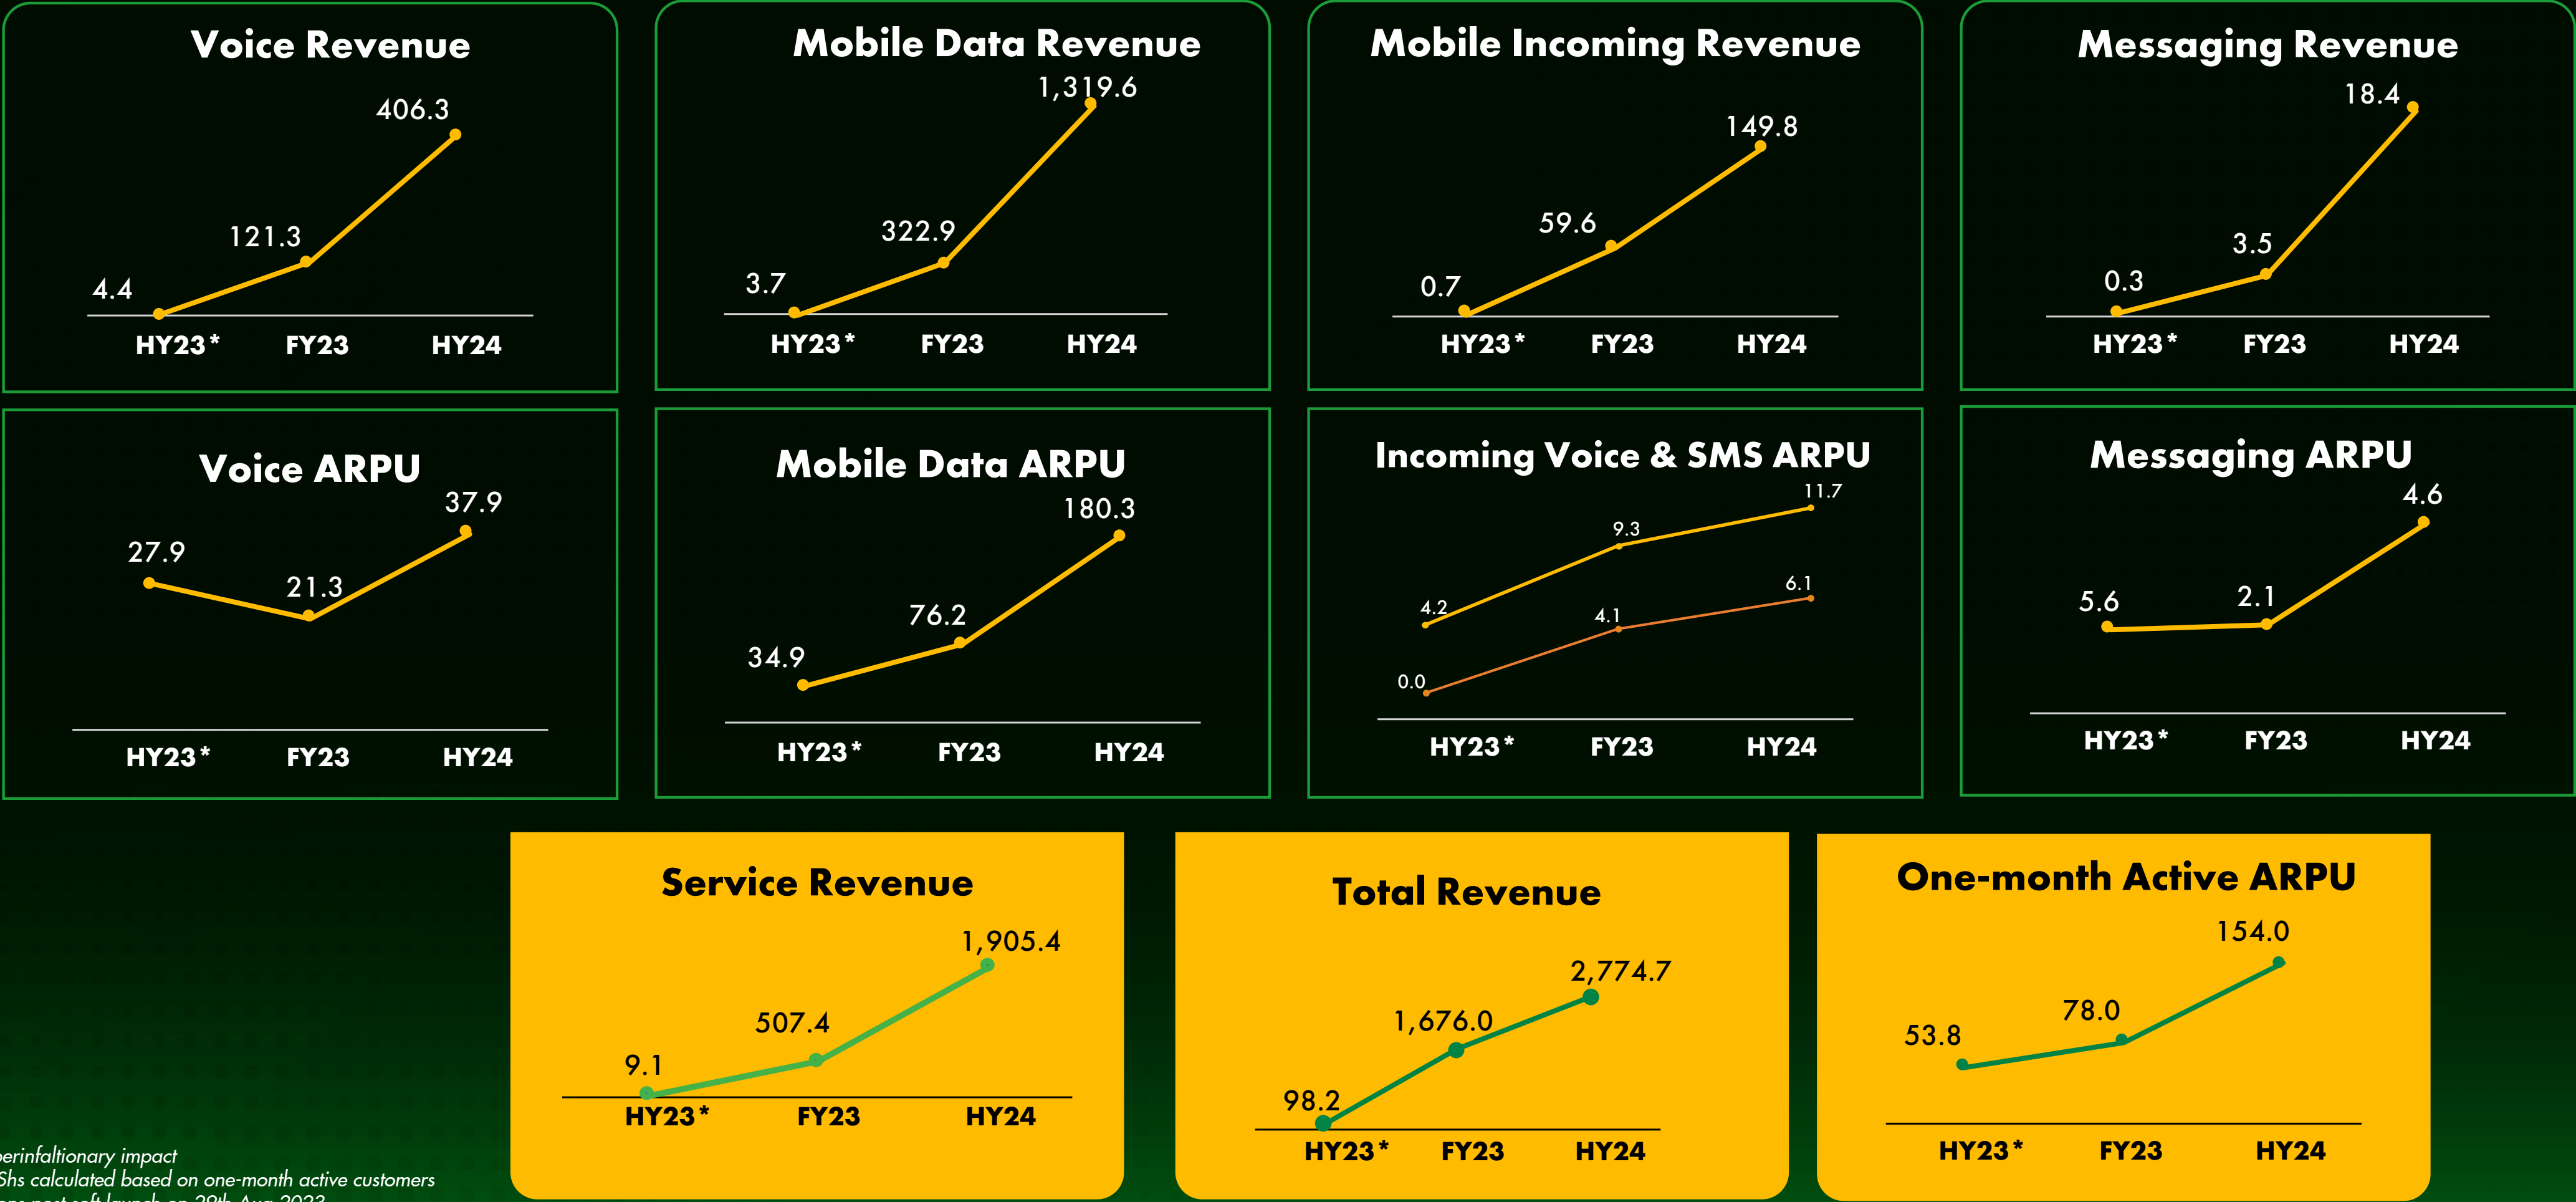 Voice Revenue
4.4
121.3
406.3
HY23* FY23 HY24
Mobile Data Revenue
3.7
322.9
1,319.6
HY23* FY23 HY24
Mobile Incoming Revenue
0.7
59.6
149.8
HY23* FY23 HY24
Messaging Revenue
0.3
3.5
18.4
HY23* FY23 HY24
Voice ARPU
27.9
21.3
37.9
HY23* FY23 HY24
Mobile Data ARPU
34.9
76.2
180.3
HY23* FY23 HY24
Incoming Voice & SMS ARPU
4.2
9.3
11.7
0.0
4.1
6.1
HY23* FY23 HY24
Messaging ARPU
5.6
2.1
4.6
HY23* FY23 HY24
Service Revenue
9.1
507.4
1,905.4
HY23* FY23 HY24
Total Revenue
98.2
1,676.0
2,774.7
HY23* FY23 HY24
One-month Active ARPU
53.8
78.0
154.0
HY23* FY23 HY24
perinfaltionary impact
Shs calculated based on one-month active customers
post soft launch on Aug 2023